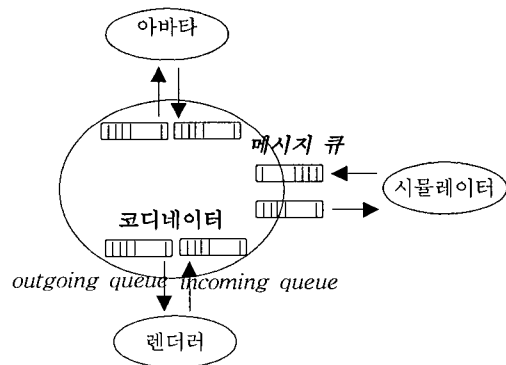 아바타
메시지 큐
시뮬레이터
코디네이터
outgoing queue incoming queue
렌더러